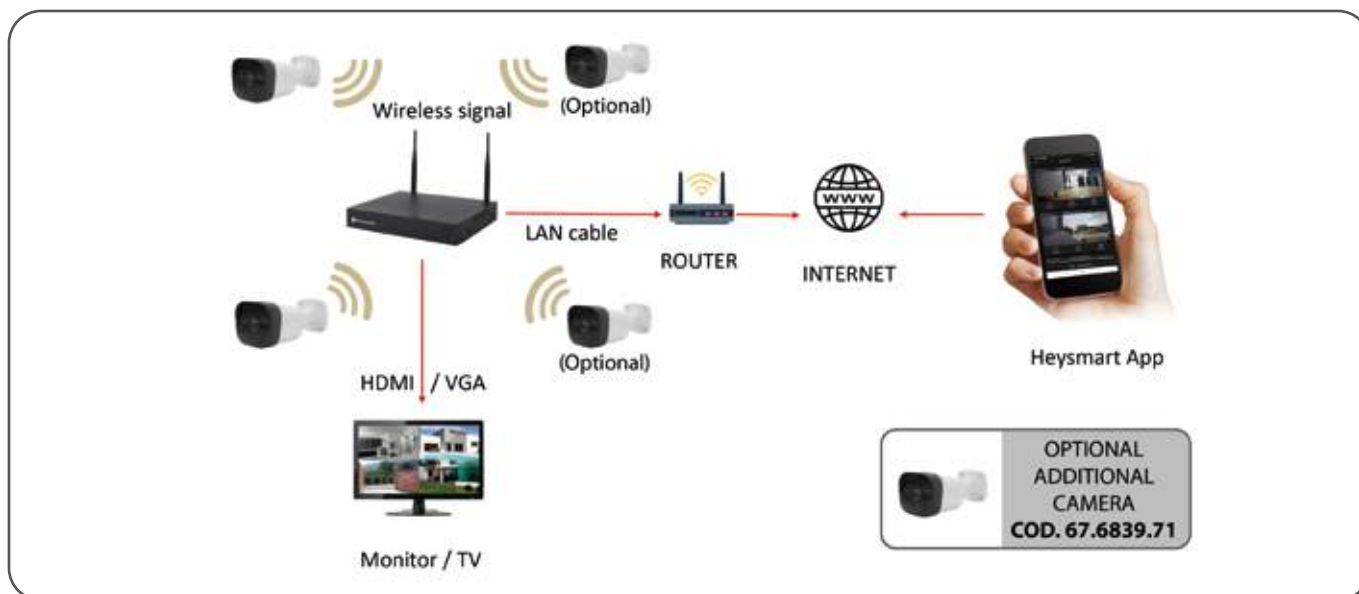 Wireless signal
(Optional)
LAN cable
ROUTER
WWW
INTERNET
Heysmart App
(Optional)
HDMI / VGA
Monitor / TV
OPTIONAL
ADDITIONAL
CAMERA
COD. 67.6839.71